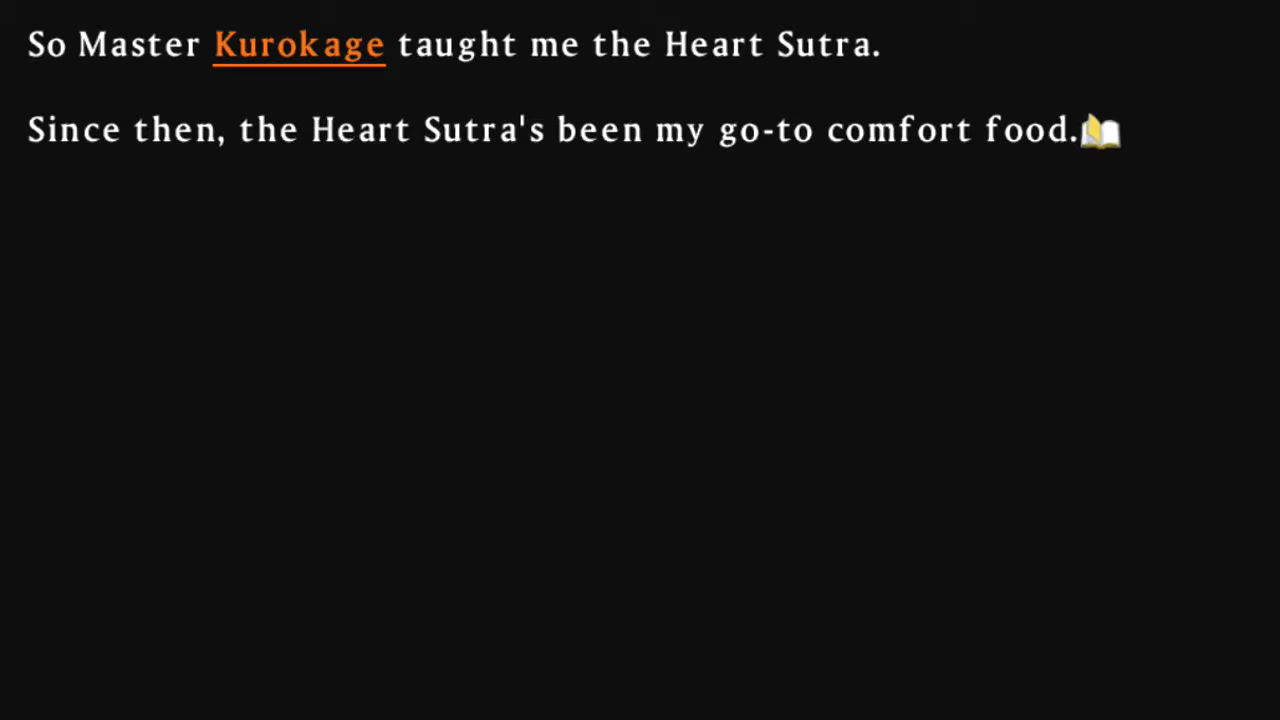 So Master Kurokage taught me the Heart Sutra.
Since then, the Heart Sutra's been my go-to comfort food.